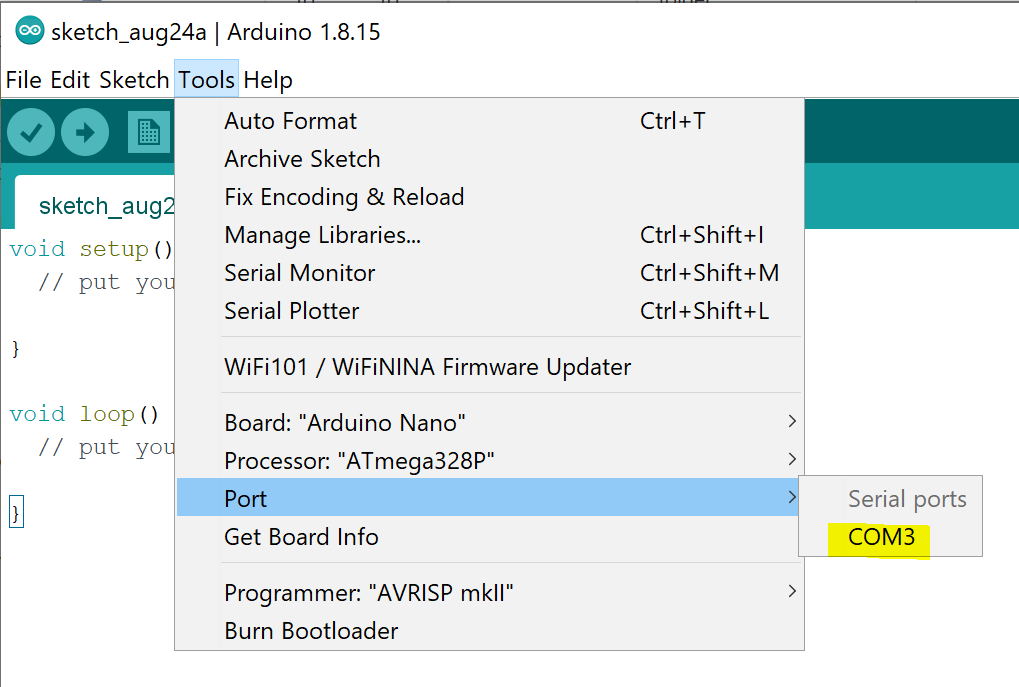 sketch_aug24a | Arduino 1.8.15
File Edit Sketch Tools Help
Auto Format Ctrl+T
Archive Sketch
Fix Encoding & Reload
Manage Libraries... Ctrl+Shift+I
Serial Monitor Ctrl+Shift+M
Serial Plotter Ctrl+Shift+L
WiFi101 / WiFiNINA Firmware Updater
Board: "Arduino Nano"
Processor: "ATmega328P"
Port
Get Board Info
Programmer: "AVRISP mkII"
Burn Bootloader
Serial ports
COM3
sketch_aug2
void setup()
// put you
}
void loop()
// put you
}